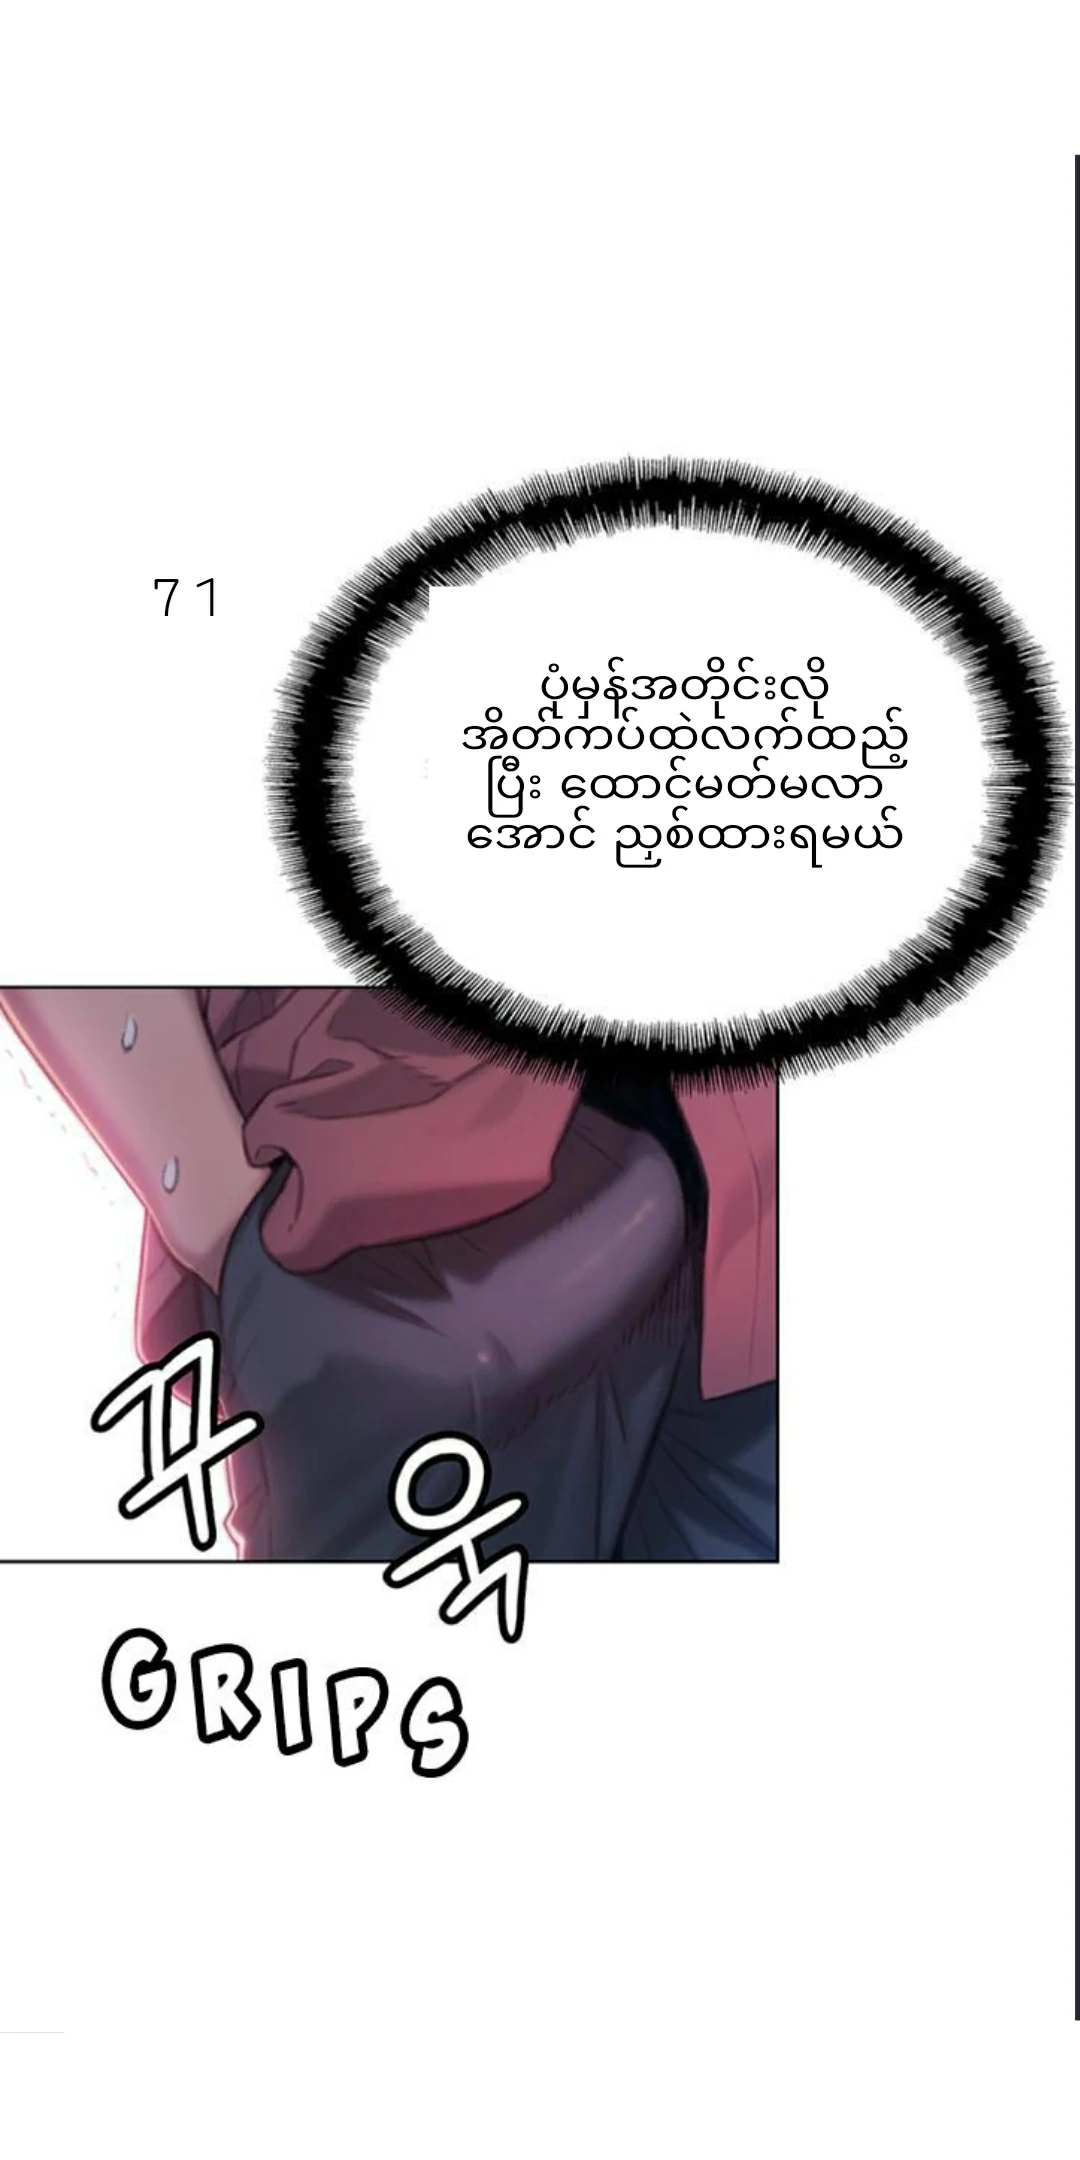 71
ပုံမှန်အတိုင်းလို
အိတ်ကပ်ထဲလက်ထည့်
ပြီး ထောင်မတ်မလာ
အောင် ညှစ်ထားရမယ်
꾸
욱
GRIPS